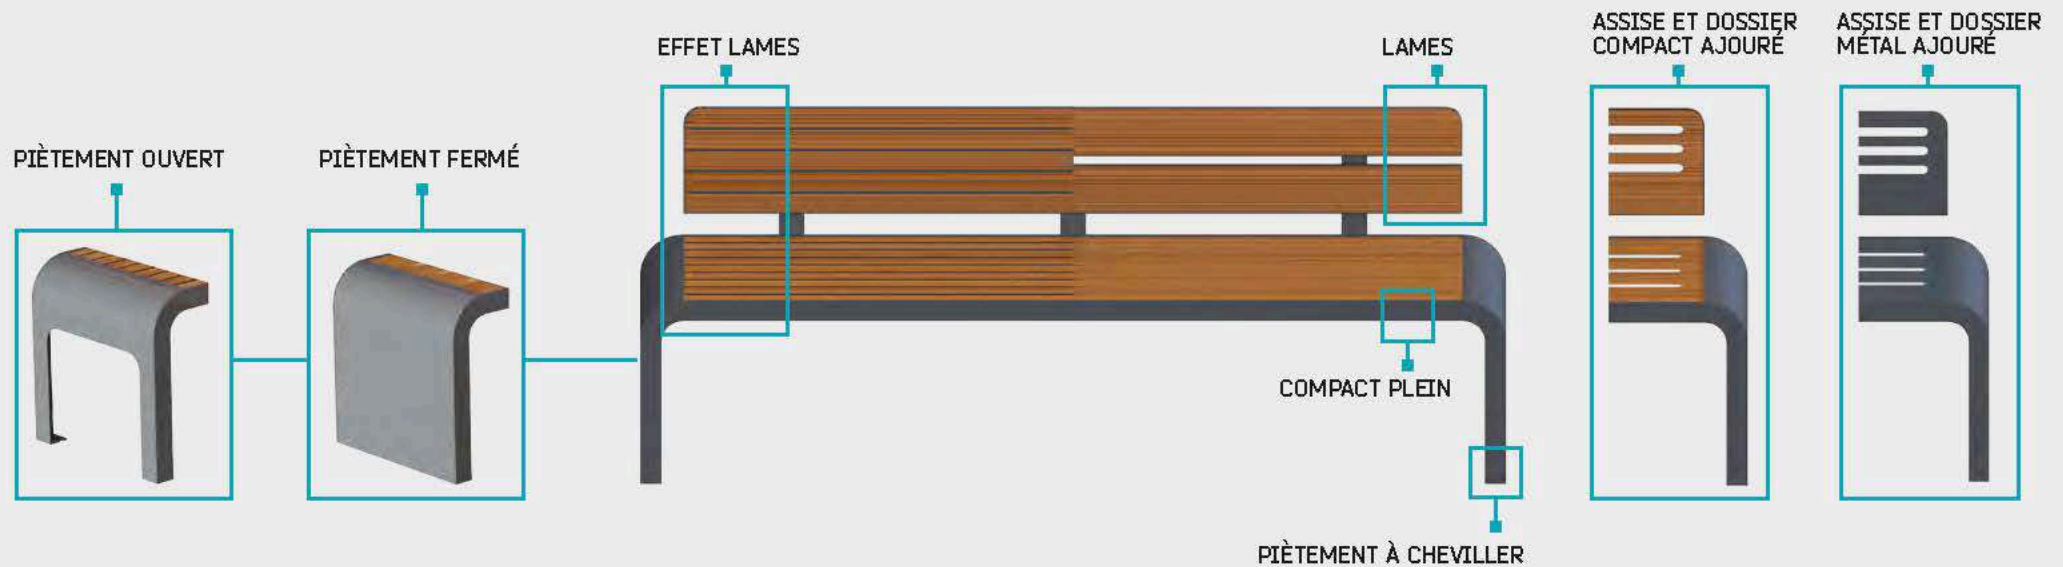 PIÈTEMENT OUVERT
PIÈTEMENT FERMÉ
EFFET LAMES
LAMES
COMPACT PLEIN
PIÈTEMENT À CHEVILLER
ASSISE ET DOSSIER
COMPACT AJOURÉ
ASSISE ET DOSSIER
MÉTAL AJOURÉ